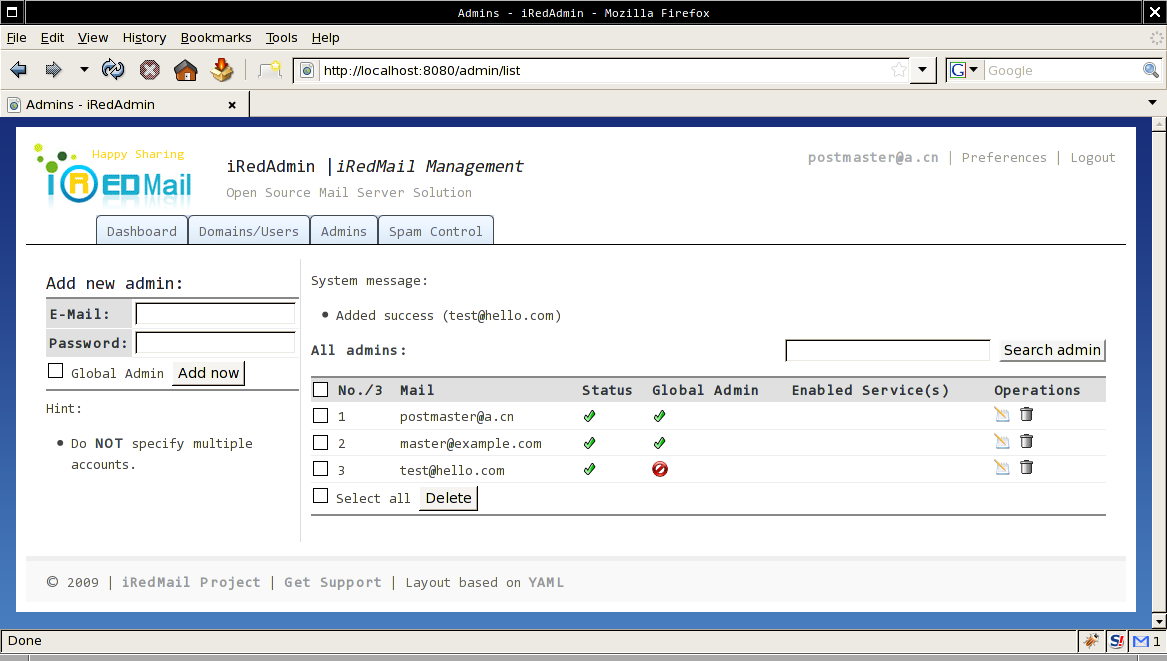 Admins - iRedAdmin - Mozilla Firefox
File Edit View History Bookmarks Tools Help
http://localhost:8080/admin/list
G Google
Admins - iRedAdmin
Happy Sharing
iREDMail
iRedAdmin | iRedMail Management
Open Source Mail Server Solution
postmaster@a.cn | Preferences | Logout
Dashboard Domains/Users Admins Spam Control
Add new admin:
E-Mail:
Password:
Global Admin Add now
Hint:
Do NOT specify multiple
accounts.
System message:
Added success (test@hello.com)
All admins: Search admin
No./3 Mail Status Global Admin Enabled Service(s) Operations
1 postmaster@a.cn
2 master@example.com
3 test@hello.com
Select all Delete
© 2009 | iRedMail Project | Get Support | Layout based on YAML
Done S! 1